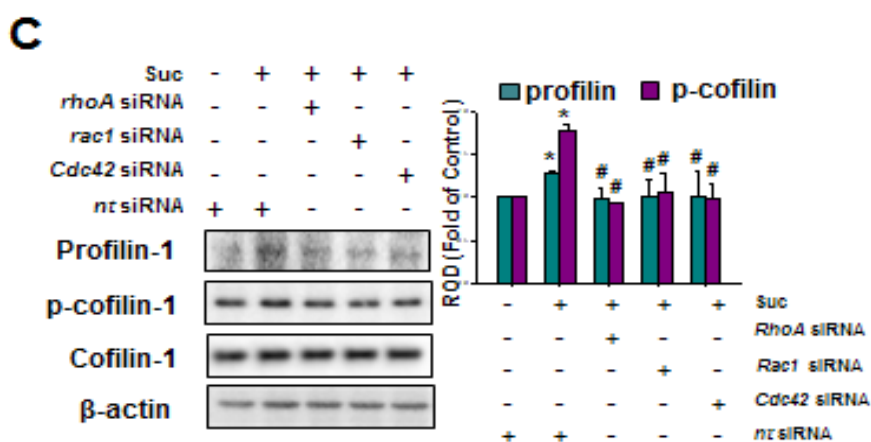 C
Suc - + + + +
rhoA siRNA - - + - -
rac1 siRNA - - - + -
Cdc42 siRNA - - - - +
nt siRNA + + - - -
Profilin-1
p-cofilin-1
Cofilin-1
β-actin
profilin p-cofilin
RQD (Fold of Control)
* *
# # # # # #
- + + + + Suc
- - + - - RhoA siRNA
- - - + - Rac1 siRNA
- - - - + Cdc42 siRNA
+ + - - - nt siRNA